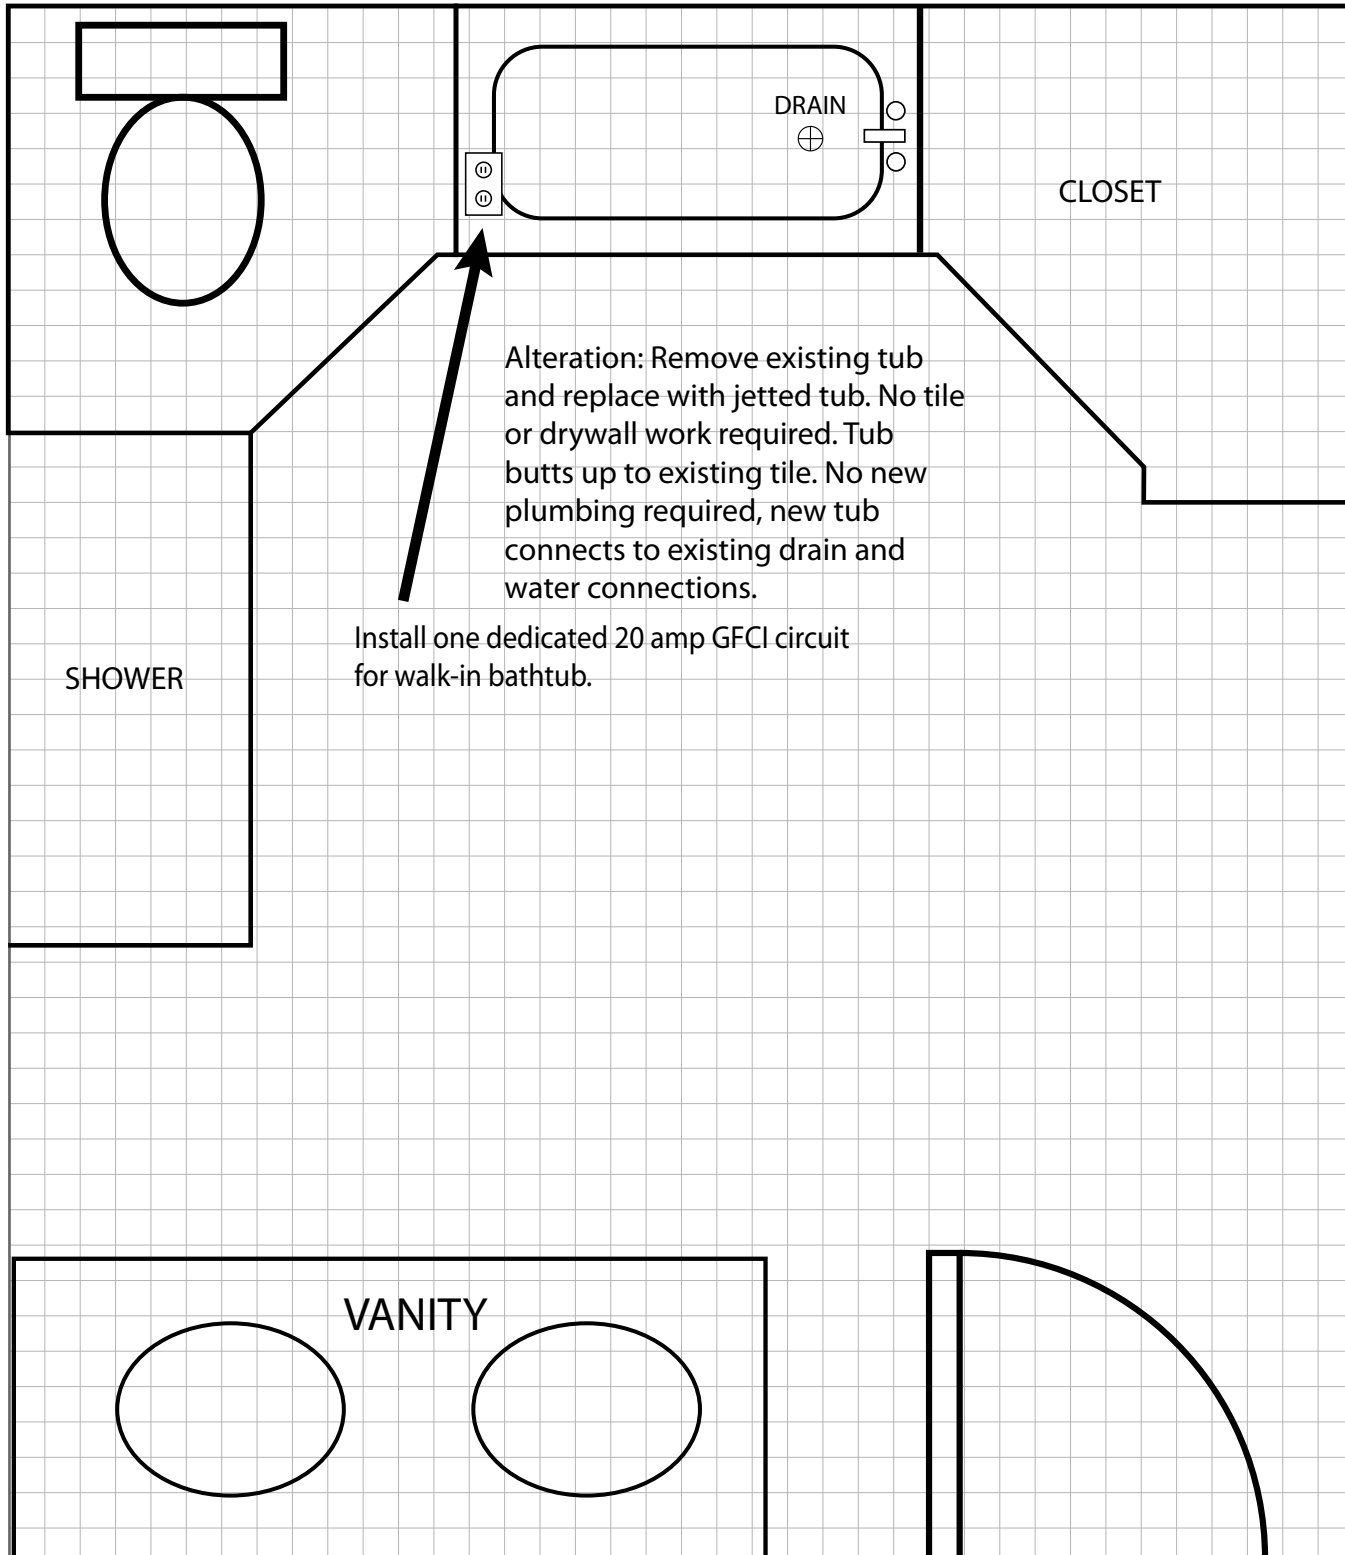 DRAIN
CLOSET
Alteration: Remove existing tub
and replace with jetted tub. No tile
or drywall work required. Tub
butts up to existing tile. No new
plumbing required, new tub
connects to existing drain and
water connections.
Install one dedicated 20 amp GFCI circuit
for walk-in bathtub.
SHOWER
VANITY